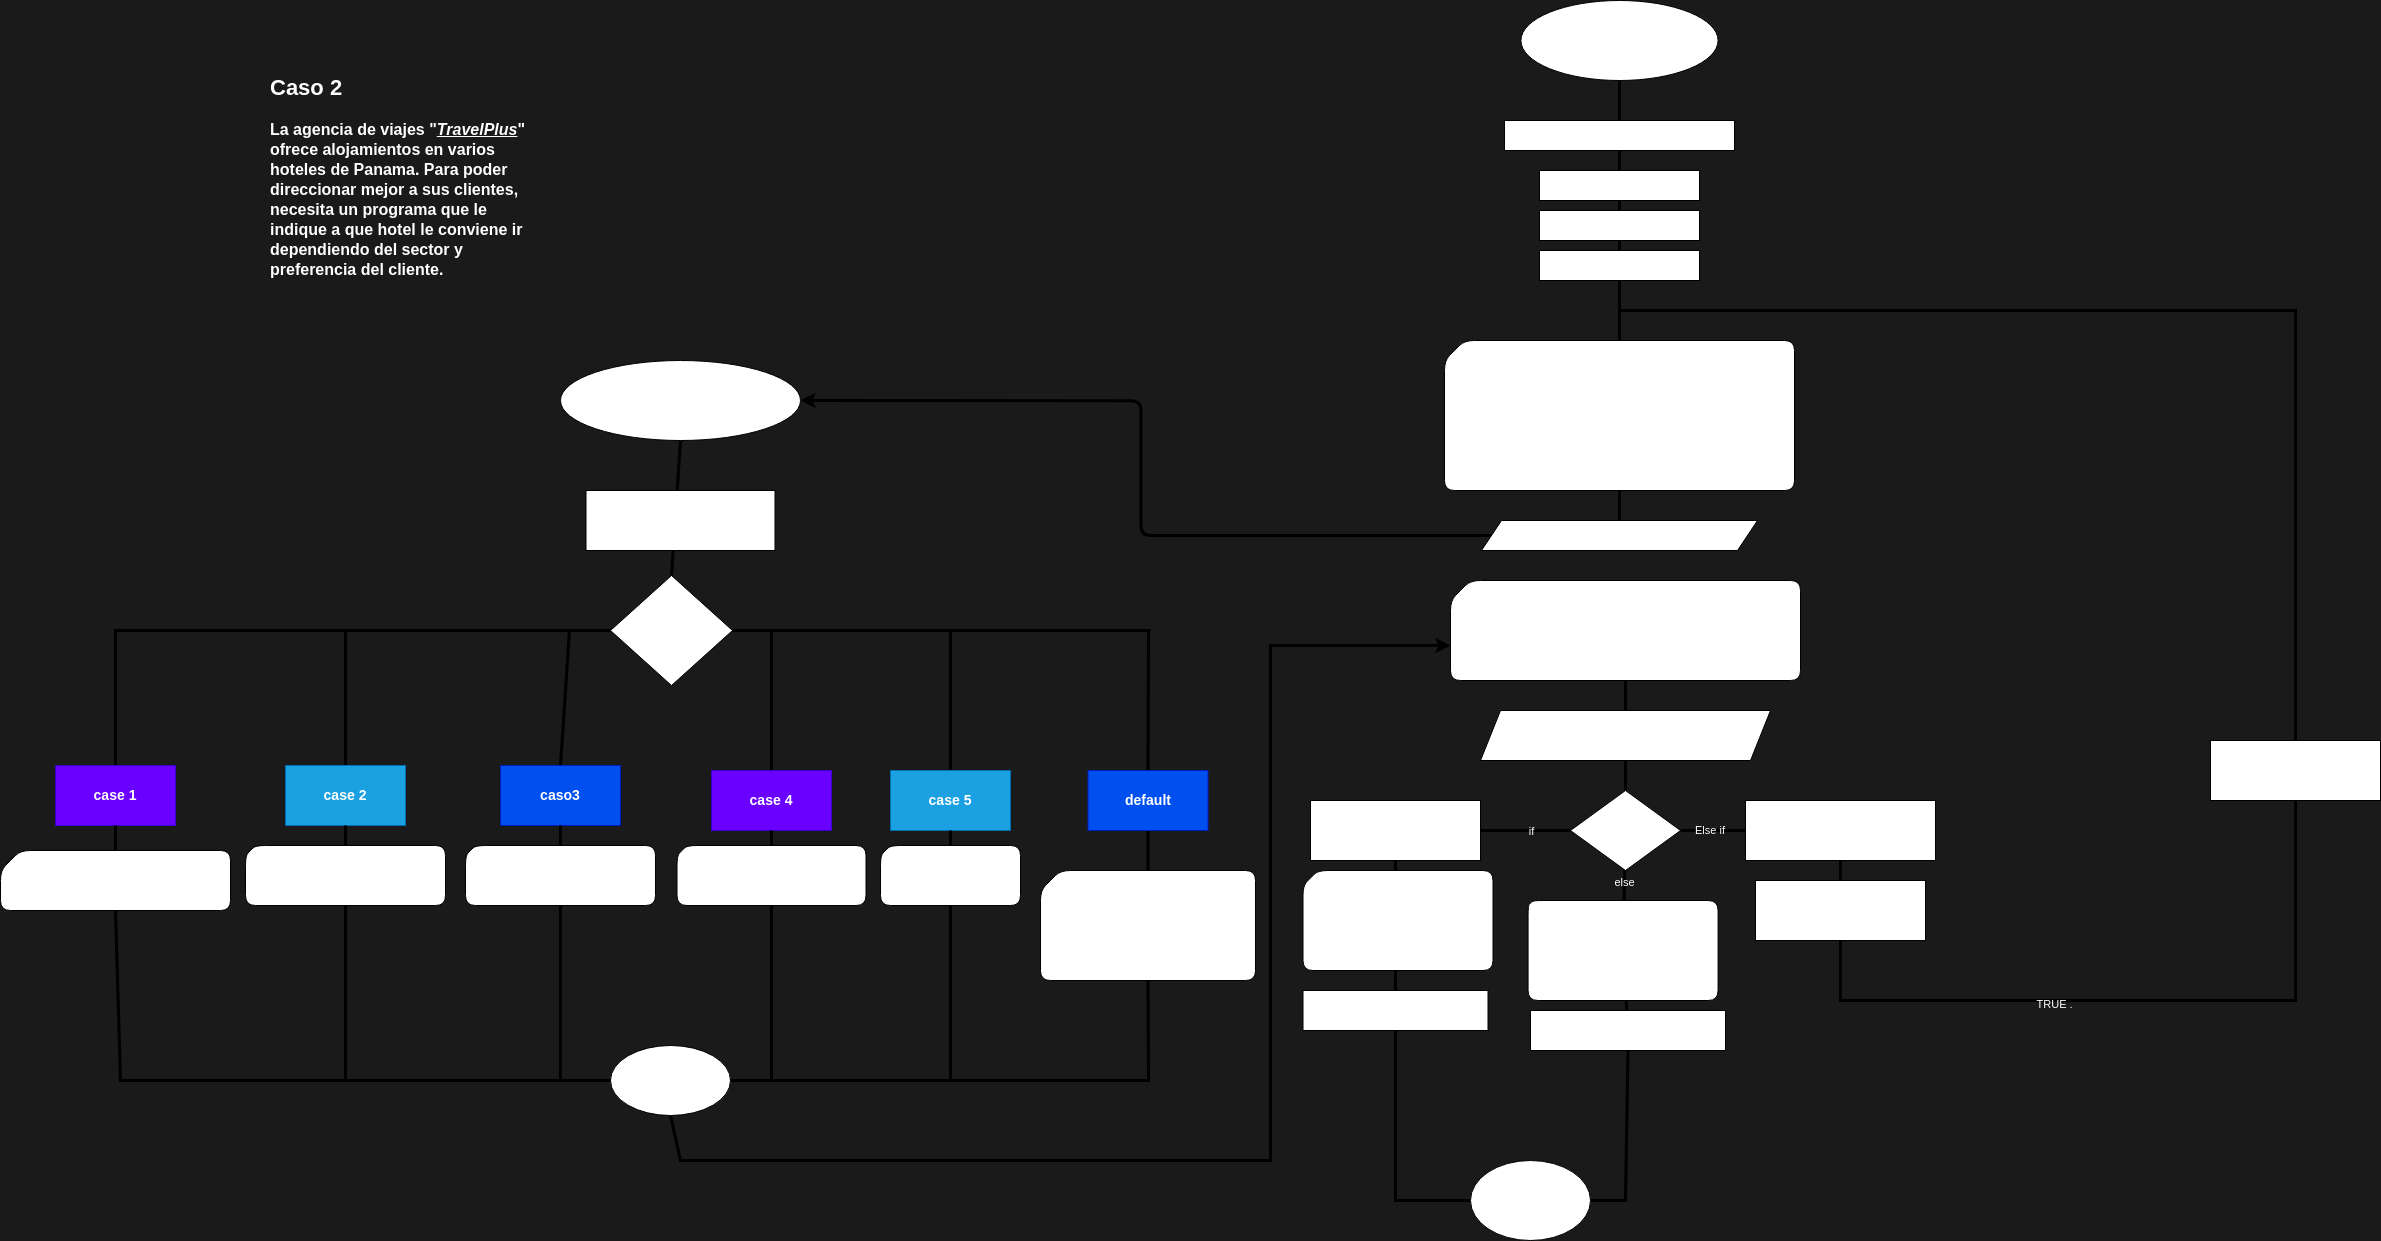 Caso 2
La agencia de viajes "TravelPlus"
ofrece alojamientos en varios
hoteles de Panama. Para poder
direccionar mejor a sus clientes,
necesita un programa que le
indique a que hotel le conviene ir
dependiendo del sector y
preferencia del cliente.
case 1
case 2
caso3
case 4
case 5
default
if
Else if
else
TRUE .